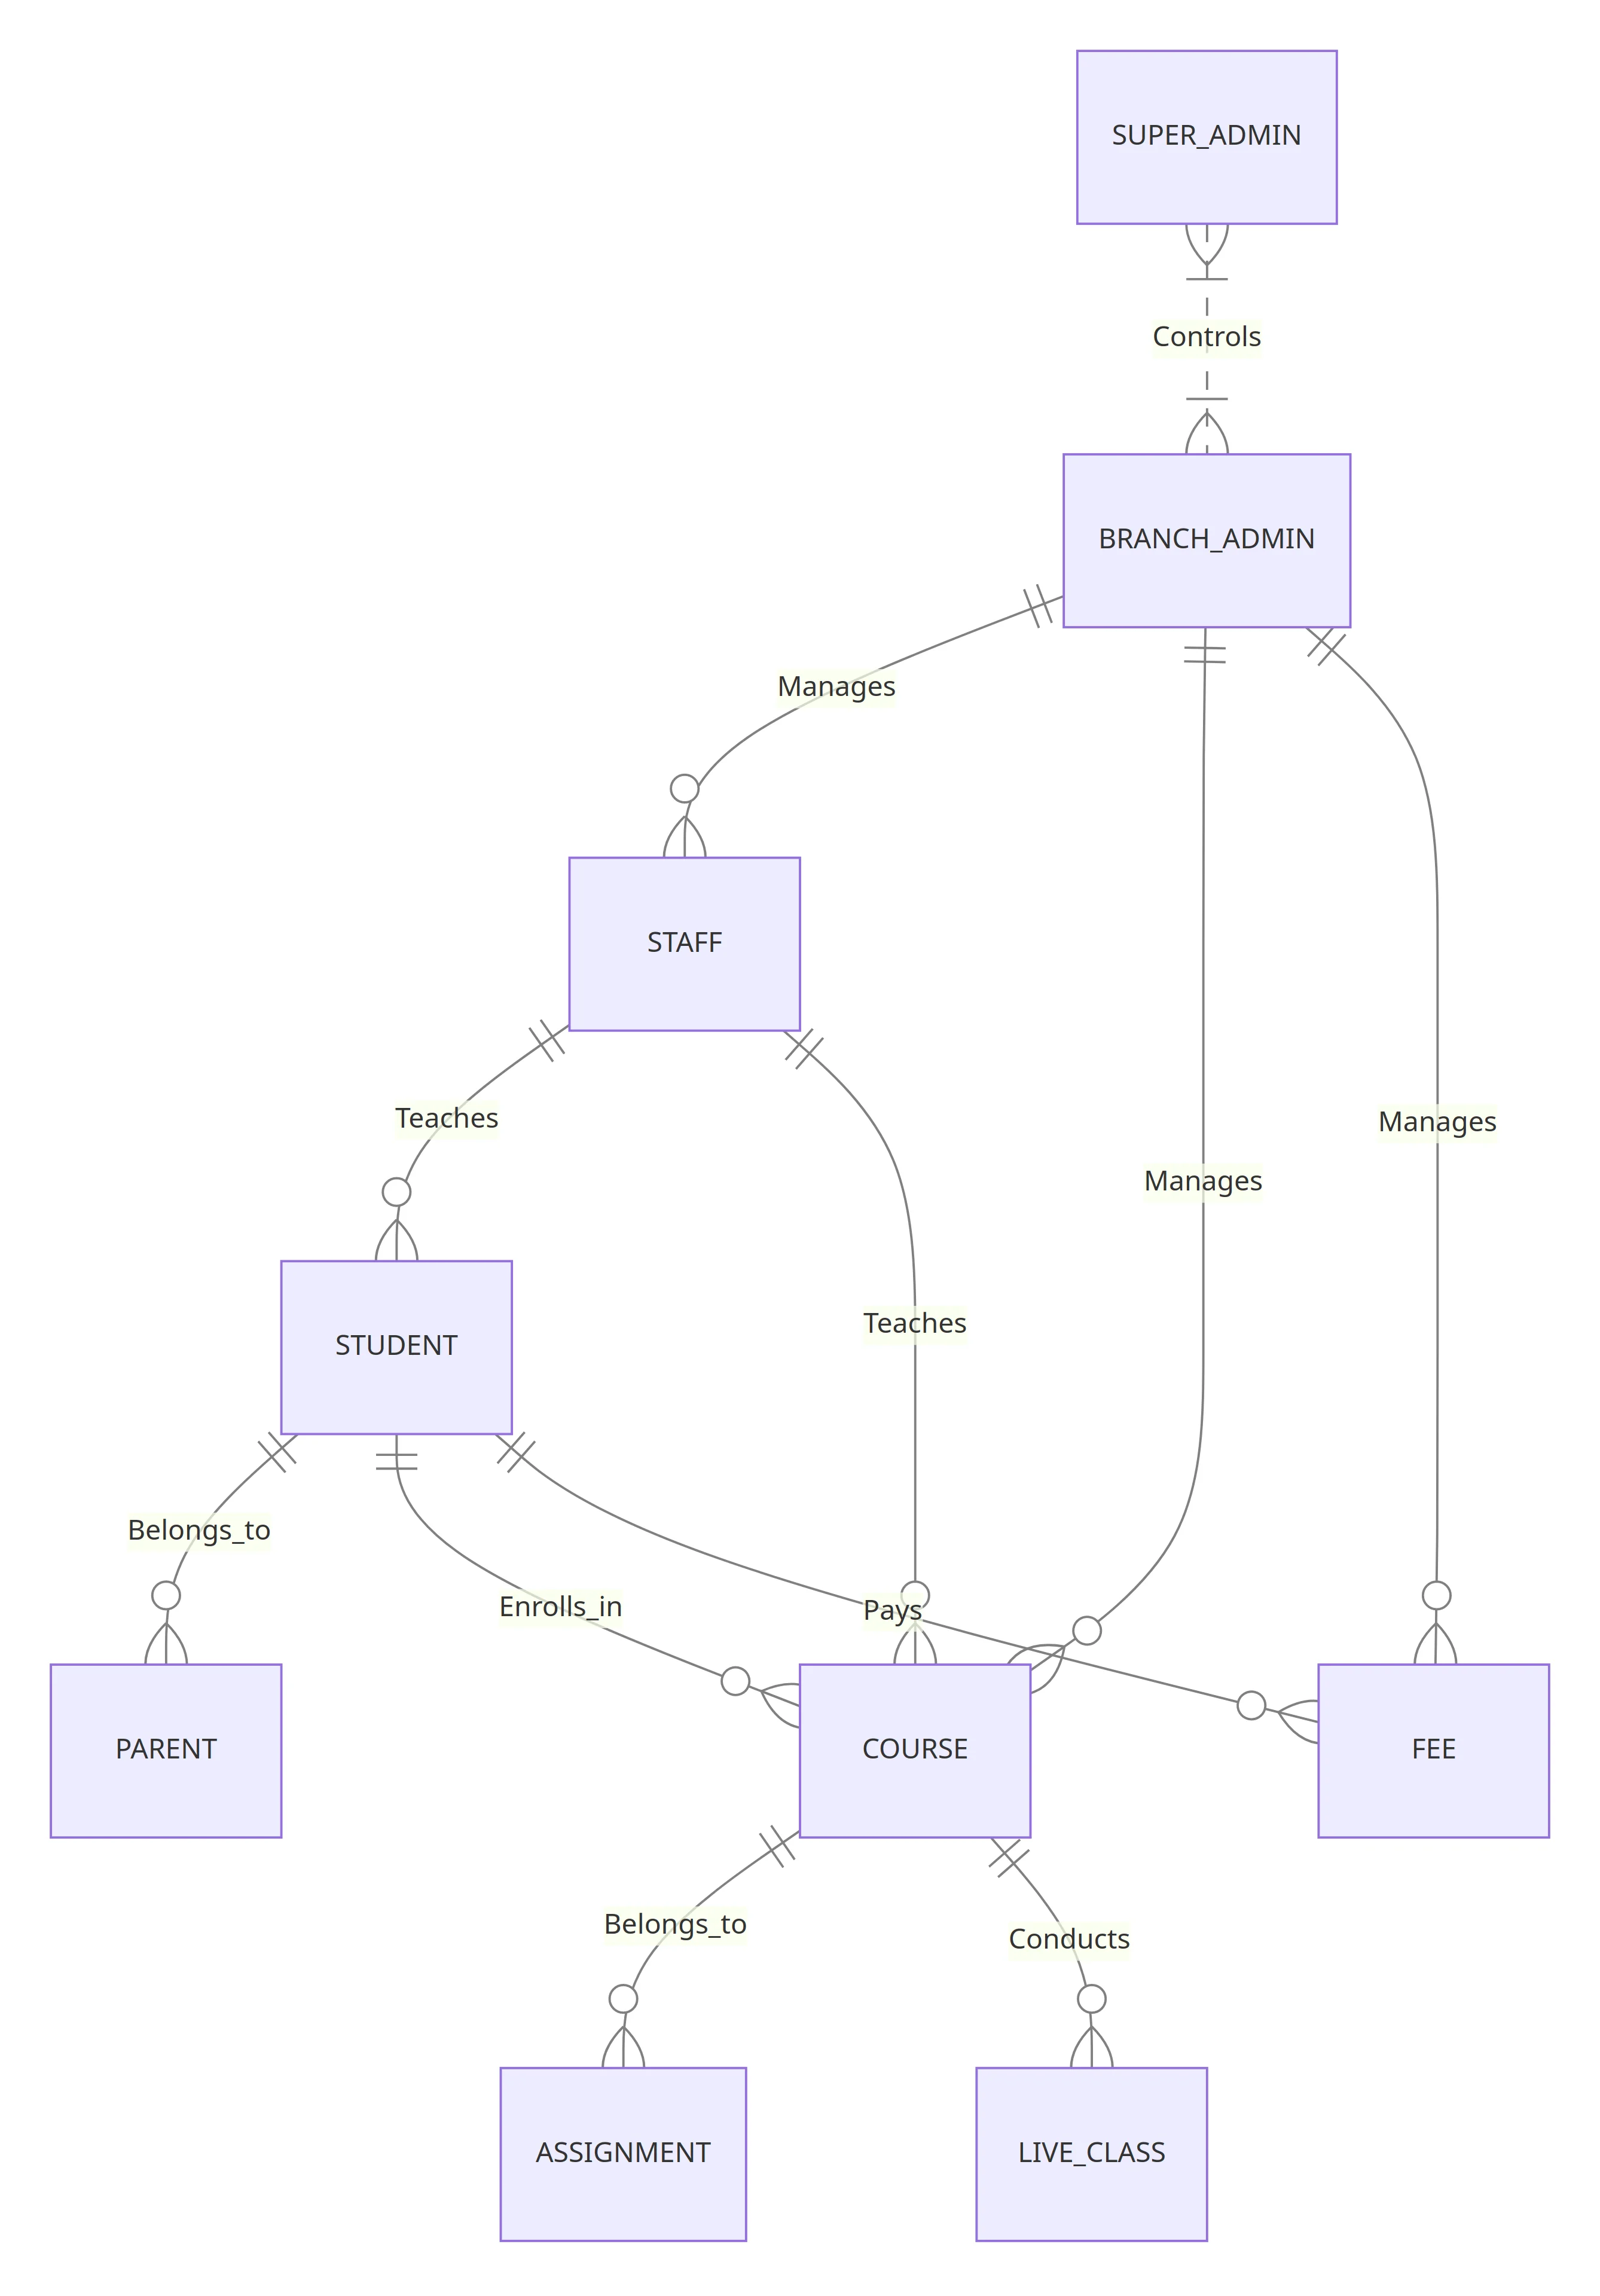 SUPER_ADMIN
Controls
BRANCH_ADMIN
Manages
STAFF
Teaches
Manages
Manages
Teaches
STUDENT
Belongs_to
Enrolls_in
Pays
PARENT
COURSE
FEE
Belongs_to
Conducts
ASSIGNMENT
LIVE_CLASS